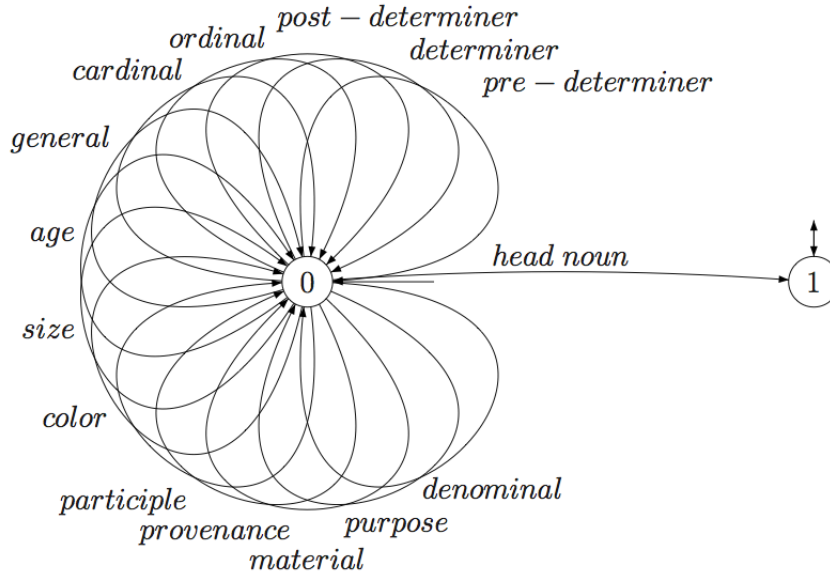 post – determiner
ordinal
determiner
cardinal
pre – determiner
general
age
head noun
0
1
size
color
participle
denominal
provenance
purpose
material